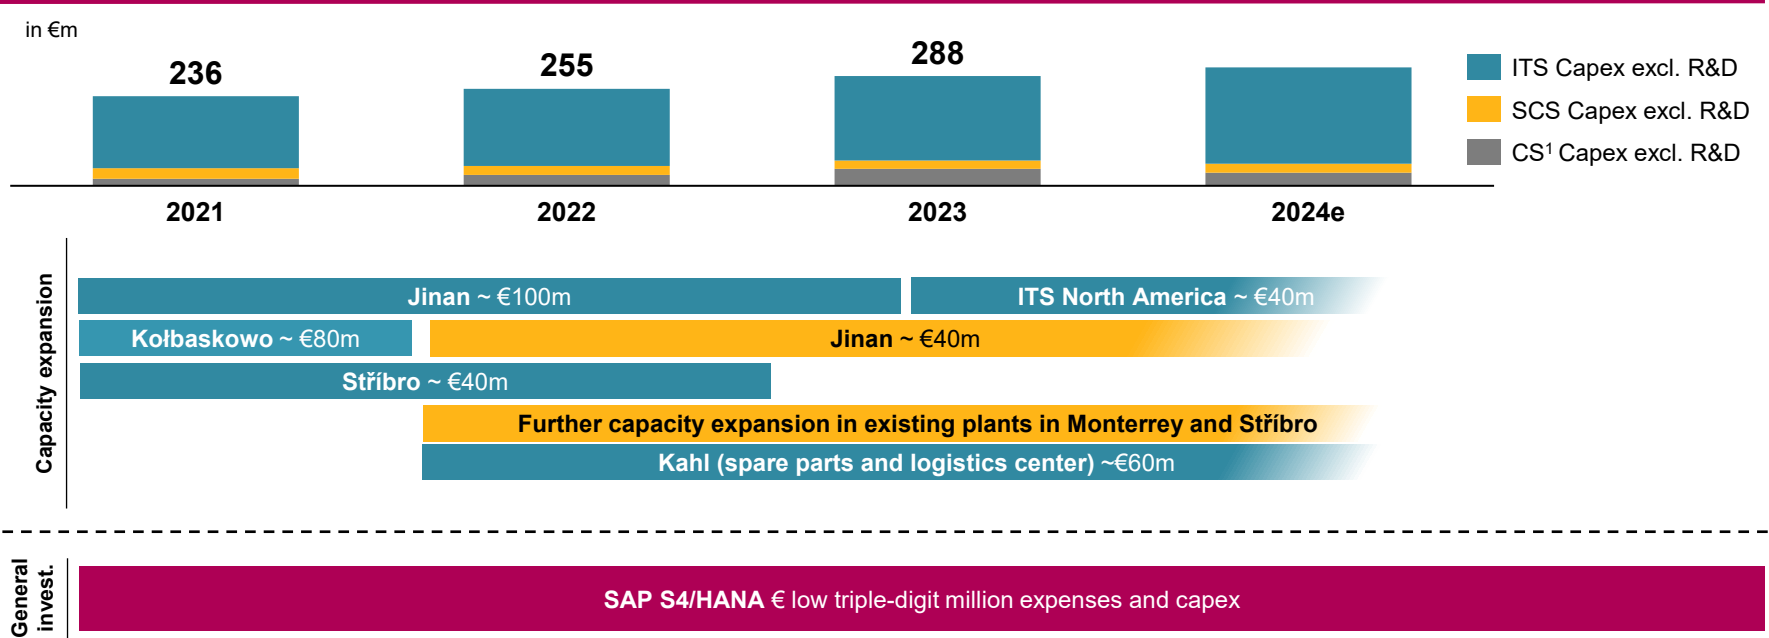 in €m
236
255
288
ITS Capex excl. R&D
SCS Capex excl. R&D
CS¹ Capex excl. R&D
2021
2022
2023
2024e
Capacity expansion
Jinan ~ €100m
ITS North America ~ €40m
Kołbaskowo ~ €80m
Jinan ~ €40m
Stříbro ~ €40m
Further capacity expansion in existing plants in Monterrey and Stříbro
Kahl (spare parts and logistics center) ~€60m
General
invest.
SAP S4/HANA € low triple-digit million expenses and capex